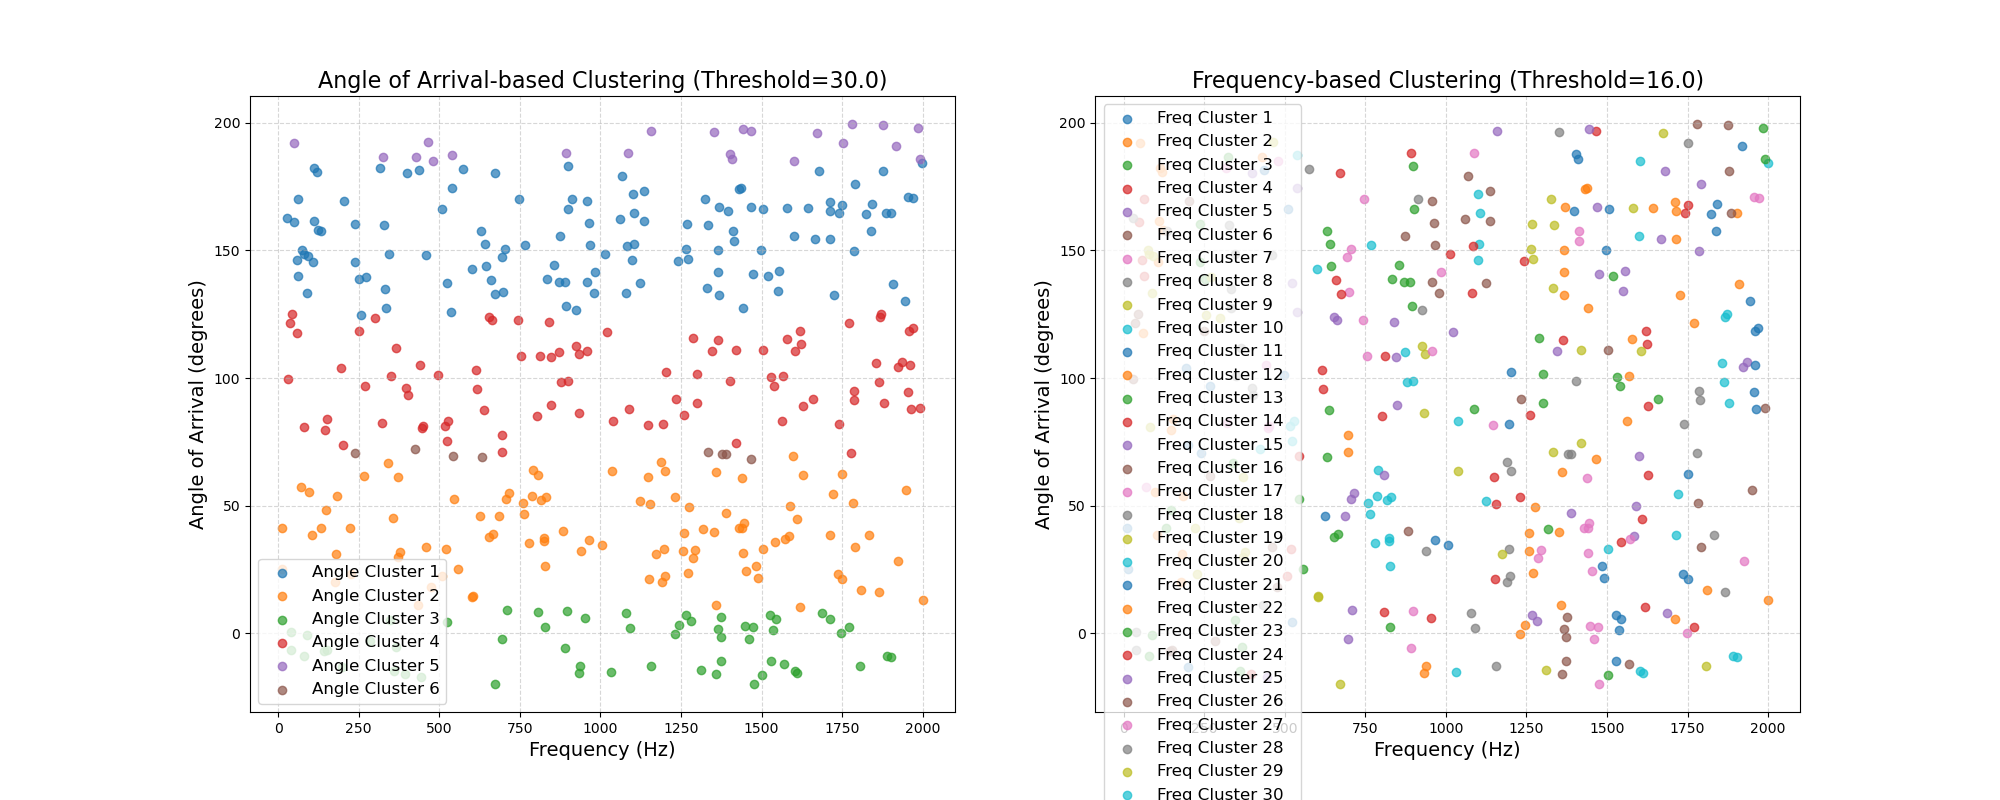 Angle of Arrival-based Clustering (Threshold=30.0)
200
150
100
50
0
Angle of Arrival (degrees)
Angle Cluster 1
Angle Cluster 2
Angle Cluster 3
Angle Cluster 4
Angle Cluster 5
Angle Cluster 6
0
250
500
750
1000
1250
1500
1750
2000
Frequency (Hz)
Frequency-based Clustering (Threshold=16.0)
200
150
100
50
0
Angle of Arrival (degrees)
Freq Cluster 1
Freq Cluster 2
Freq Cluster 3
Freq Cluster 4
Freq Cluster 5
Freq Cluster 6
Freq Cluster 7
Freq Cluster 8
Freq Cluster 9
Freq Cluster 10
Freq Cluster 11
Freq Cluster 12
Freq Cluster 13
Freq Cluster 14
Freq Cluster 15
Freq Cluster 16
Freq Cluster 17
Freq Cluster 18
Freq Cluster 19
Freq Cluster 20
Freq Cluster 21
Freq Cluster 22
Freq Cluster 23
Freq Cluster 24
Freq Cluster 25
Freq Cluster 26
Freq Cluster 27
Freq Cluster 28
Freq Cluster 29
Freq Cluster 30
0
250
500
750
1000
1250
1500
1750
2000
Frequency (Hz)